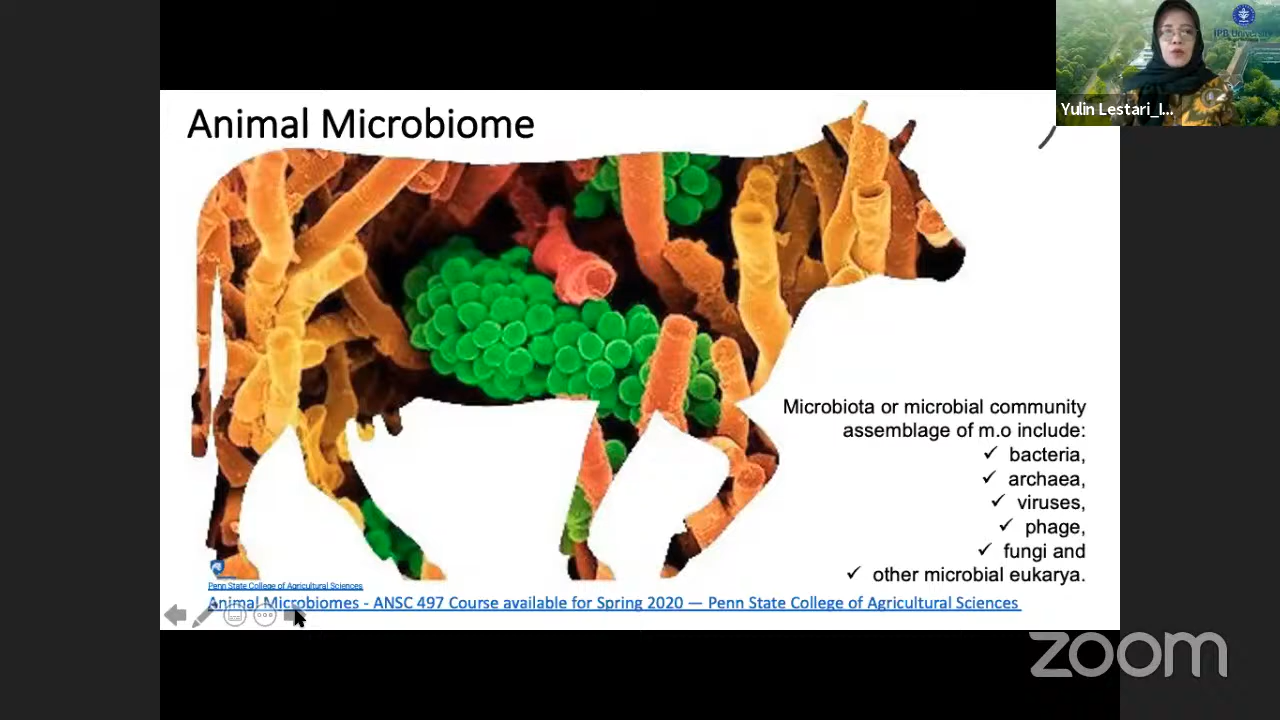 IPB University
Yulin Lestari_I...
Animal Microbiome
Microbiota or microbial community
assemblage of m.o include:
✓ bacteria,
✓ archaea,
✓ viruses,
✓ phage,
✓ fungi and
✓ other microbial eukarya.
Penn State College of Agricultural Sciences
Animal Microbiomes - ANSC 497 Course available for Spring 2020 — Penn State College of Agricultural Sciences
zoom